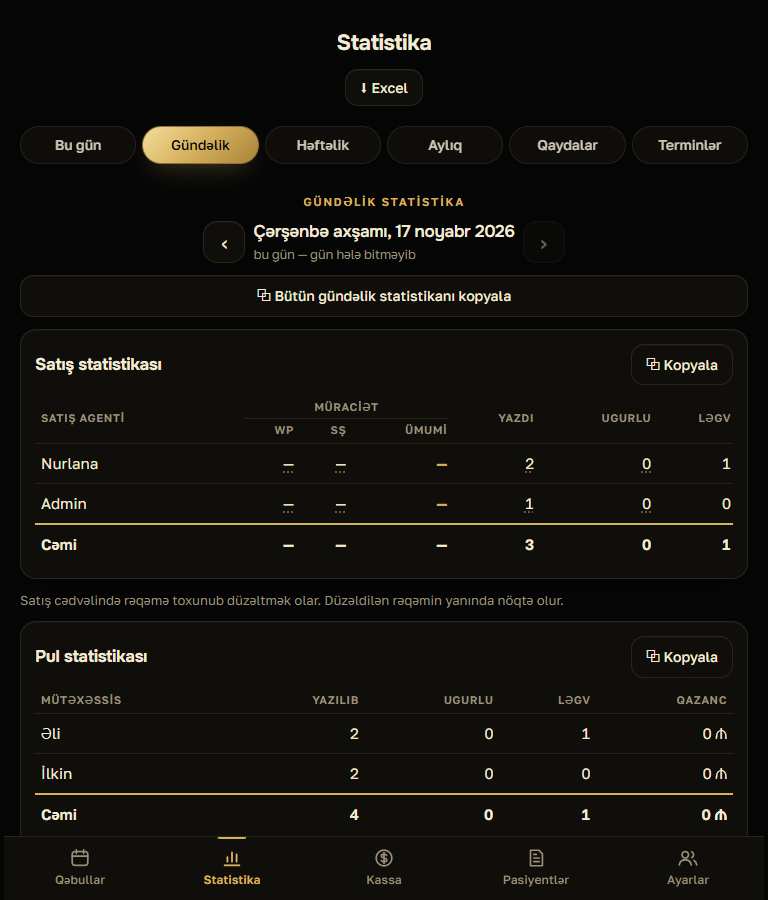 Statistika
⬇ Excel
Bu gün Gündəlik Həftəlik Aylıq Qaydalar Terminlər
GÜNDƏLİK STATİSTİKA
‹ Çərşənbə axşamı, 17 noyabr 2026 ›
bu gün — gün hələ bitməyib
Bütün gündəlik statistikanı kopyala
Satış statistikası Kopyala
SATIŞ AGENTİ MÜRACİƏT YAZDI UGURLU LƏGV
WP SŞ ÜMUMİ
Nurlana — — — 2 0 1
Admin — — — 1 0 0
Cəmi — — — 3 0 1
Satış cədvəlində rəqəmə toxunub düzəltmək olar. Düzəldilən rəqəmin yanında nöqtə olur.
Pul statistikası Kopyala
MÜTƏXƏSSİS YAZILIB UGURLU LƏGV QAZANC
Əli 2 0 1 0 ₼
İlkin 2 0 0 0 ₼
Cəmi 4 0 1 0 ₼
Qəbullar Statistika Kassa Pasiyentlər Ayarlar